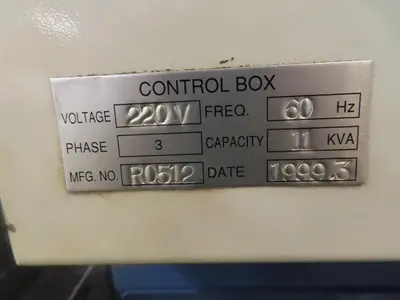 CONTROL BOX
VOLTAGE 220V FREQ. 60 Hz
PHASE 3 CAPACITY 11 KVA
MFG. NO. R0512 DATE 1999.3